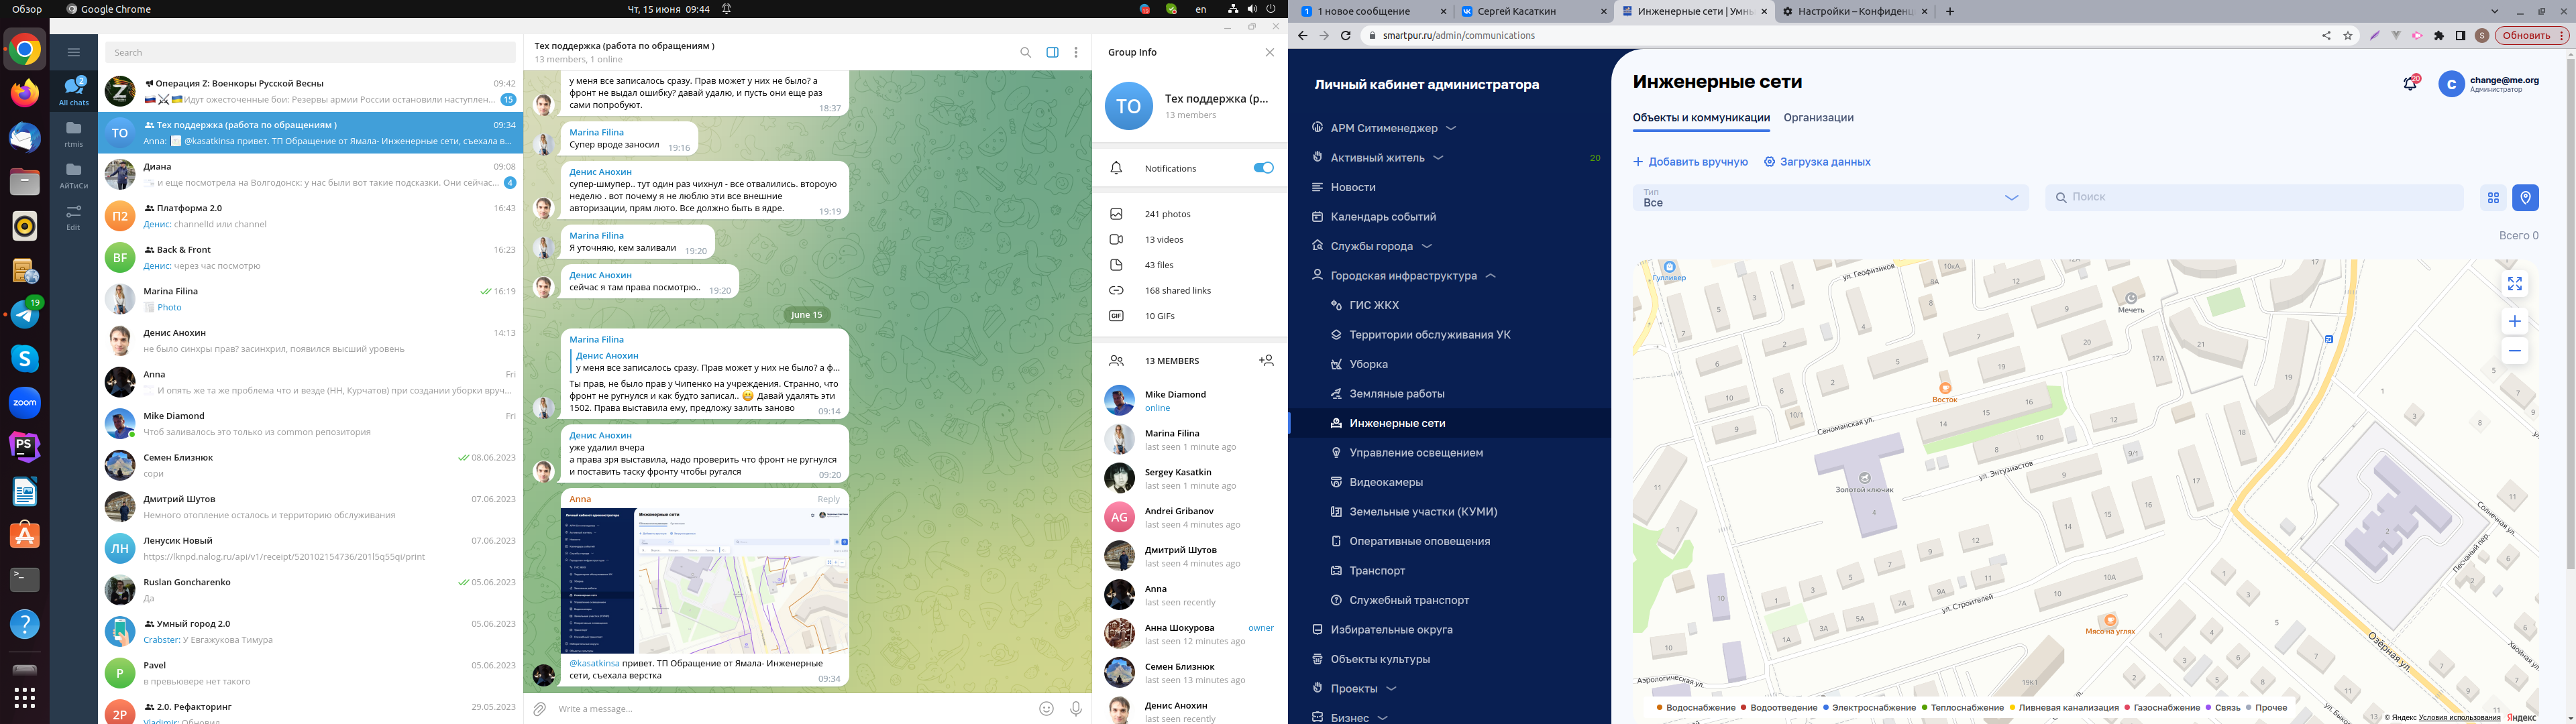 Обзор
Google Chrome
Чт, 15 июня 09:44
en
Search
All chats
2
rtmis
АйТиСи
Edit
19
zoom
Операция Z: Военкоры Русской Весны 09:42
Идут ожесточенные бои: Резервы армии России остановили наступлен... 15
ТО
Тех поддержка (работа по обращениям ) 09:34
Anna: @kasatkinsa привет. ТП Обращение от Ямала- Инженерные сети, съехала в...
Диана 09:08
и еще посмотрела на Волгодонск: у нас были вот такие подсказки. Они сейчас... 4
П2
Платформа 2.0 16:43
Денис: channelId или channel
BF
Back & Front 16:23
Денис: через час посмотрю
Marina Filina 16:19
Photo
Денис Анохин 14:13
не было синхры прав? засинхрил, появился высший уровень
Anna Fri
И опять же та же проблема что и везде (НН, Курчатов) при создании уборки вруч...
Mike Diamond Fri
Чтоб заливалось это только из common репозитория
Семен Близнюк 08.06.2023
сори
Дмитрий Шутов 07.06.2023
Немного отопление осталось и территорию обслуживания
ЛН
Ленусик Новый 07.06.2023
https://lknpd.nalog.ru/api/v1/receipt/520102154736/201l5q55qi/print
Ruslan Goncharenko 05.06.2023
Да
Умный город 2.0 05.06.2023
Crabster: У Евгажукова Тимура
P
Pavel 05.06.2023
в превьювере нет такого
2P
2.0. Рефакторинг 29.05.2023
Vladimir: Обновил
Тех поддержка (работа по обращениям )
13 members, 1 online
у меня все записалось сразу. Прав может у них не было? а
фронт не выдал ошибку? давай удалю, и пусть они еще раз
сами попробуют. 18:37
Marina Filina
Супер вроде заносил 19:16
Денис Анохин
супер-шмупер.. тут один раз чихнул - все отвалились. вторую
неделю . вот почему я не люблю эти все внешние
авторизации, прям люто. Все должно быть в ядре. 19:19
Marina Filina
Я уточняю, кем заливали 19:20
Денис Анохин
сейчас я там права посмотрю.. 19:20
June 15
Marina Filina
Денис Анохин
у меня все записалось сразу. Прав может у них не было? а ф...
Ты прав, не было прав у Чипенко на учреждения. Странно, что
фронт не ругнулся и как будто записал.. Давай удалять эти
1502. Права выставила ему, предложу залить заново 09:14
Денис Анохин
уже удалил вчера
а права зря выставила, надо проверить что фронт не ругнулся
и поставить таску фронту чтобы ругался 09:20
Anna Reply
Инженерные сети
@kasatkinsa привет. ТП Обращение от Ямала- Инженерные
сети, съехала верстка 09:34
Write a message...
Group Info
ТО
Тех поддержка (р...
13 members
Notifications
241 photos
13 videos
43 files
168 shared links
GIF 10 GIFs
13 MEMBERS
Mike Diamond
online
Marina Filina
last seen 1 minute ago
Sergey Kasatkin
last seen 1 minute ago
AG
Andrei Gribanov
last seen 4 minutes ago
Дмитрий Шутов
last seen 4 minutes ago
Anna
last seen recently
Анна Шокурова owner
last seen 12 minutes ago
Семен Близнюк
last seen 13 minutes ago
Денис Анохин
last seen recently
1 новое сообщение
Сергей Касаткин
Инженерные сети | Умны
Настройки – Конфиденц
smartpur.ru/admin/communications
S
Обновить
Личный кабинет администратора
АРМ Ситименеджер
Активный житель 20
Новости
Календарь событий
Службы города
Городская инфраструктура
ГИС ЖКХ
Территории обслуживания УК
Уборка
Земляные работы
Инженерные сети
Управление освещением
Видеокамеры
Земельные участки (КУМИ)
Оперативные оповещения
Транспорт
Служебный транспорт
Избирательные округа
Объекты культуры
Проекты
Бизнес
Инженерные сети
20
C
change@me.org
Администратор
Объекты и коммуникации
Организации
Добавить вручную
Загрузка данных
Тип
Все
Поиск
Всего 0
Гулливер
ул. Геофизиков
Мечеть
Восток
Сеноманская ул.
Золотой ключик
ул. Энтузиастов
ул. Строителей
Мясо на углях
Солнечная ул.
Песчаный пер.
Озёрная ул.
Хвойная ул.
Аэрологическая ул.
Водоснабжение
Водоотведение
Электроснабжение
Теплоснабжение
Ливневая канализация
Газоснабжение
Связь
Прочее
© Яндекс Условия использования
Яндекс